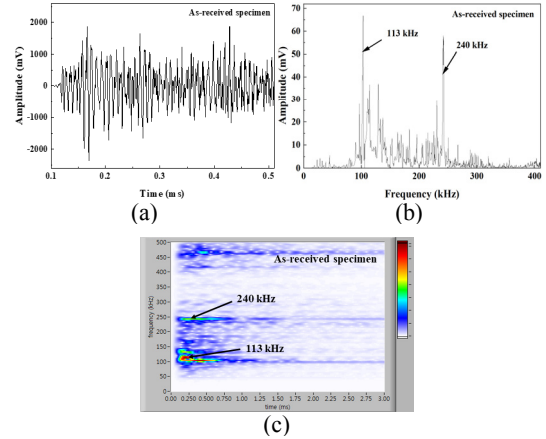 As-received specimen
2000
1000
0
-1000
-2000
Amplitude (mV)
0.1 0.2 0.3 0.4 0.5
Time (ms)
(a)
As-received specimen
113 kHz
240 kHz
70
60
50
40
30
20
10
0
Amplitude (mV)
0 100 200 300 400
Frequency (kHz)
(b)
As-received specimen
240 kHz
113 kHz
500
450
400
350
300
250
200
150
100
50
0
frequency (kHz)
0.00 0.25 0.500 0.750 1.00 1.25 1.50 1.75 2.00 2.25 2.50 2.75 3.00
time (ms)
(c)